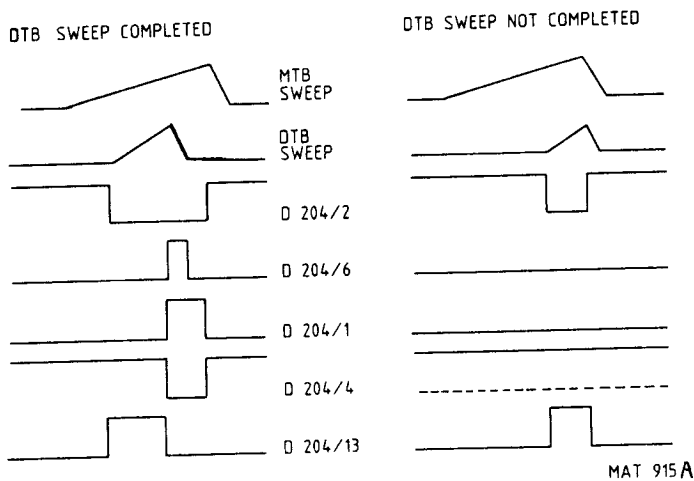 DTB SWEEP COMPLETED
DTB SWEEP NOT COMPLETED
MTB
SWEEP
DTB
SWEEP
D 204/2
D 204/6
D 204/1
D 204/4
D 204/13
MAT 915A